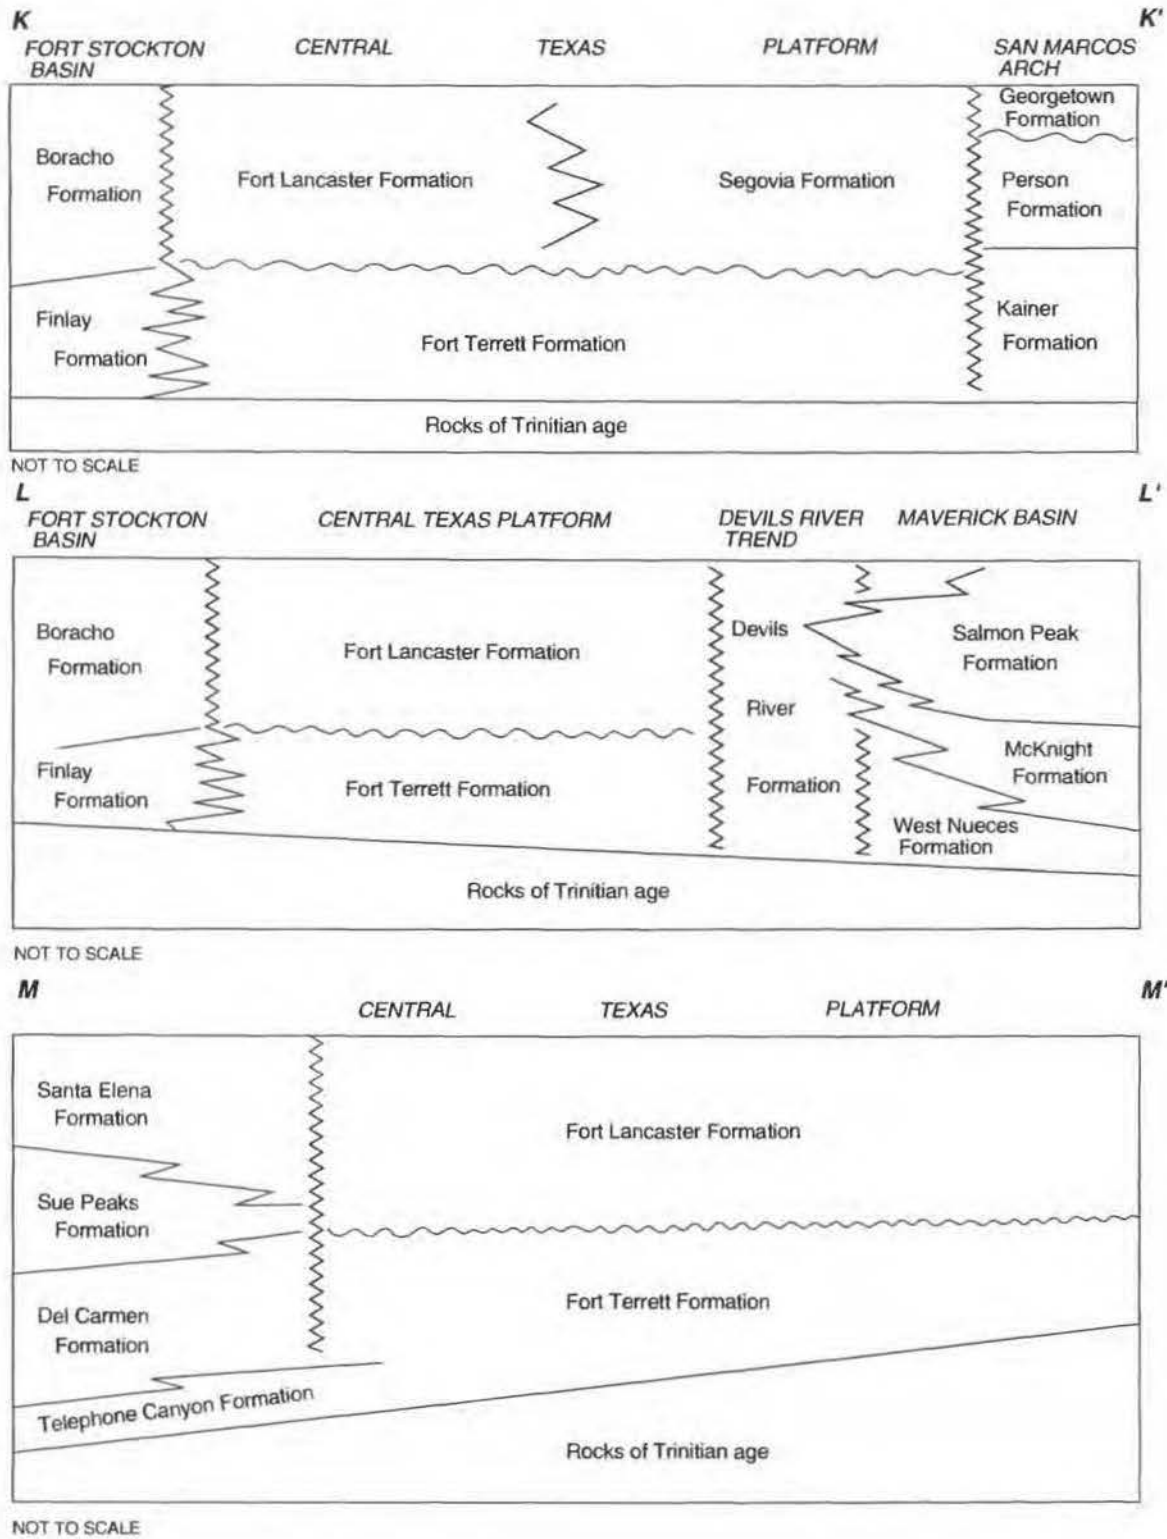 K K'
FORT STOCKTON CENTRAL TEXAS PLATFORM SAN MARCOS
BASIN ARCH
Georgetown
Formation
Boracho
Formation
Fort Lancaster Formation
Segovia Formation
Person
Formation
Finlay
Formation
Fort Terrett Formation
Kainer
Formation
Rocks of Trinitian age
NOT TO SCALE
L L'
FORT STOCKTON CENTRAL TEXAS PLATFORM DEVILS RIVER MAVERICK BASIN
BASIN TREND
Boracho
Formation
Fort Lancaster Formation
Devils
River
Formation
Salmon Peak
Formation
Finlay
Formation
Fort Terrett Formation
McKnight
Formation
West Nueces
Formation
Rocks of Trinitian age
NOT TO SCALE
M M'
CENTRAL TEXAS PLATFORM
Santa Elena
Formation
Fort Lancaster Formation
Sue Peaks
Formation
Del Carmen
Formation
Fort Terrett Formation
Telephone Canyon Formation
Rocks of Trinitian age
NOT TO SCALE